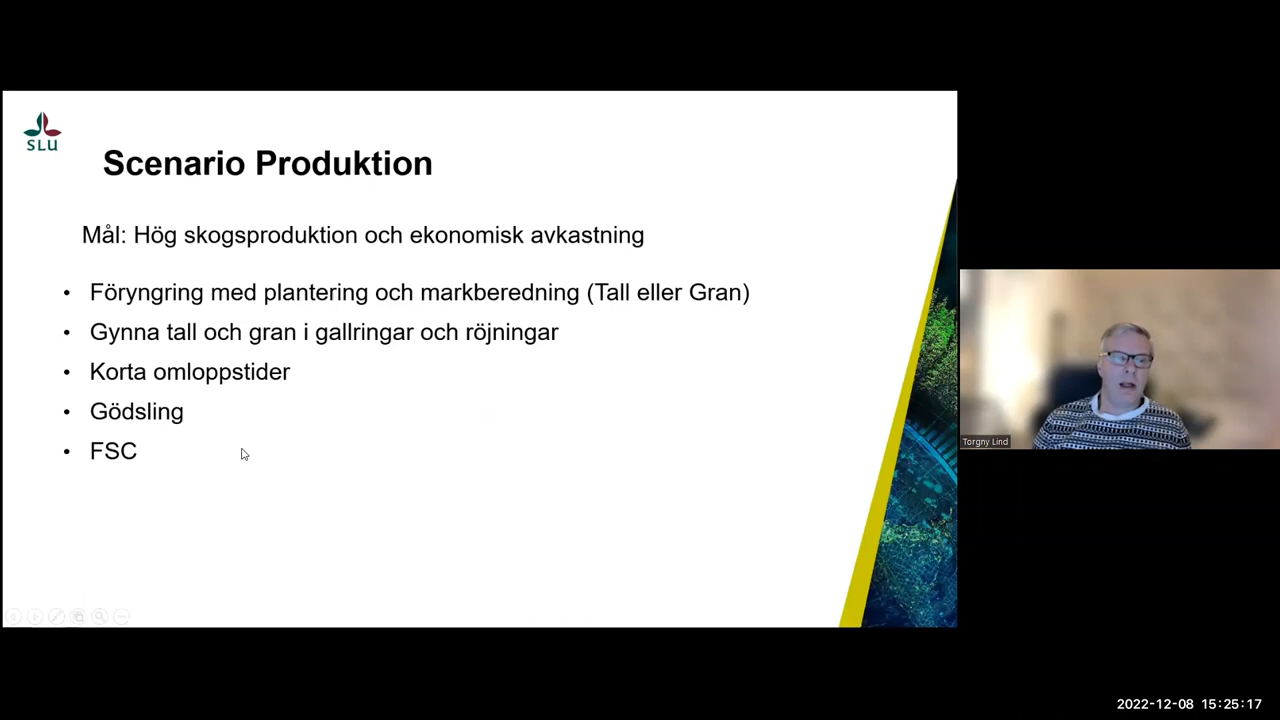 SLU
Scenario Produktion
Mål: Hög skogsproduktion och ekonomisk avkastning
• Föryngring med plantering och markberedning (Tall eller Gran)
• Gynna tall och gran i gallringar och röjningar
• Korta omloppstider
• Gödsling
• FSC
Torgny Lind
2022-12-08 15:25:17